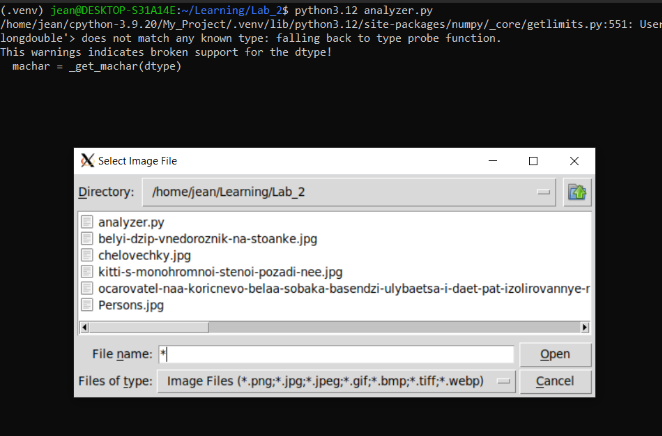 (.venv) jean@DESKTOP-S31A14E:~/Learning/Lab_2$ python3.12 analyzer.py
/home/jean/cpython-3.9.20/My_Project/.venv/lib/python3.12/site-packages/numpy/_core/getlimits.py:551: User
longdouble'> does not match any known type: falling back to type probe function.
This warnings indicates broken support for the dtype!
machar = _get_machar(dtype)
Select Image File
Directory: /home/jean/Learning/Lab_2
analyzer.py
belyi-dzip-vnedoroznik-na-stoanke.jpg
chelovechky.jpg
kitti-s-monohromnoi-stenoi-pozadi-nee.jpg
ocarovatel-naa-koricnevo-belaa-sobaka-basendzi-ulybaetsa-i-daet-pat-izolirovannye-r
Persons.jpg
File name: * Open
Files of type: Image Files (*.png;*.jpg;*.jpeg;*.gif;*.bmp;*.tiff;*.webp) Cancel